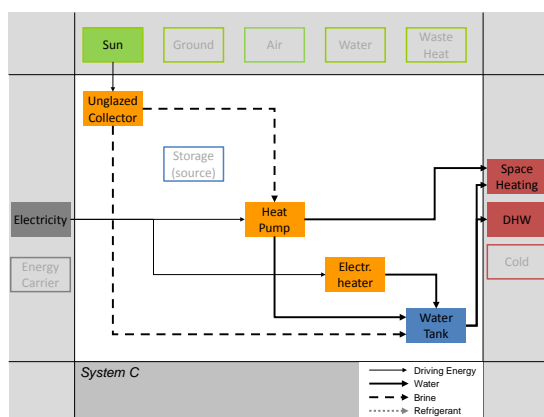 Sun
Ground
Air
Water
Waste
Heat
Unglazed
Collector
Storage
(source)
Space
Heating
Electricity
Heat
Pump
DHW
Energy
Carrier
Electr.
heater
Cold
Water
Tank
System C
Driving Energy
Water
Brine
Refrigerant